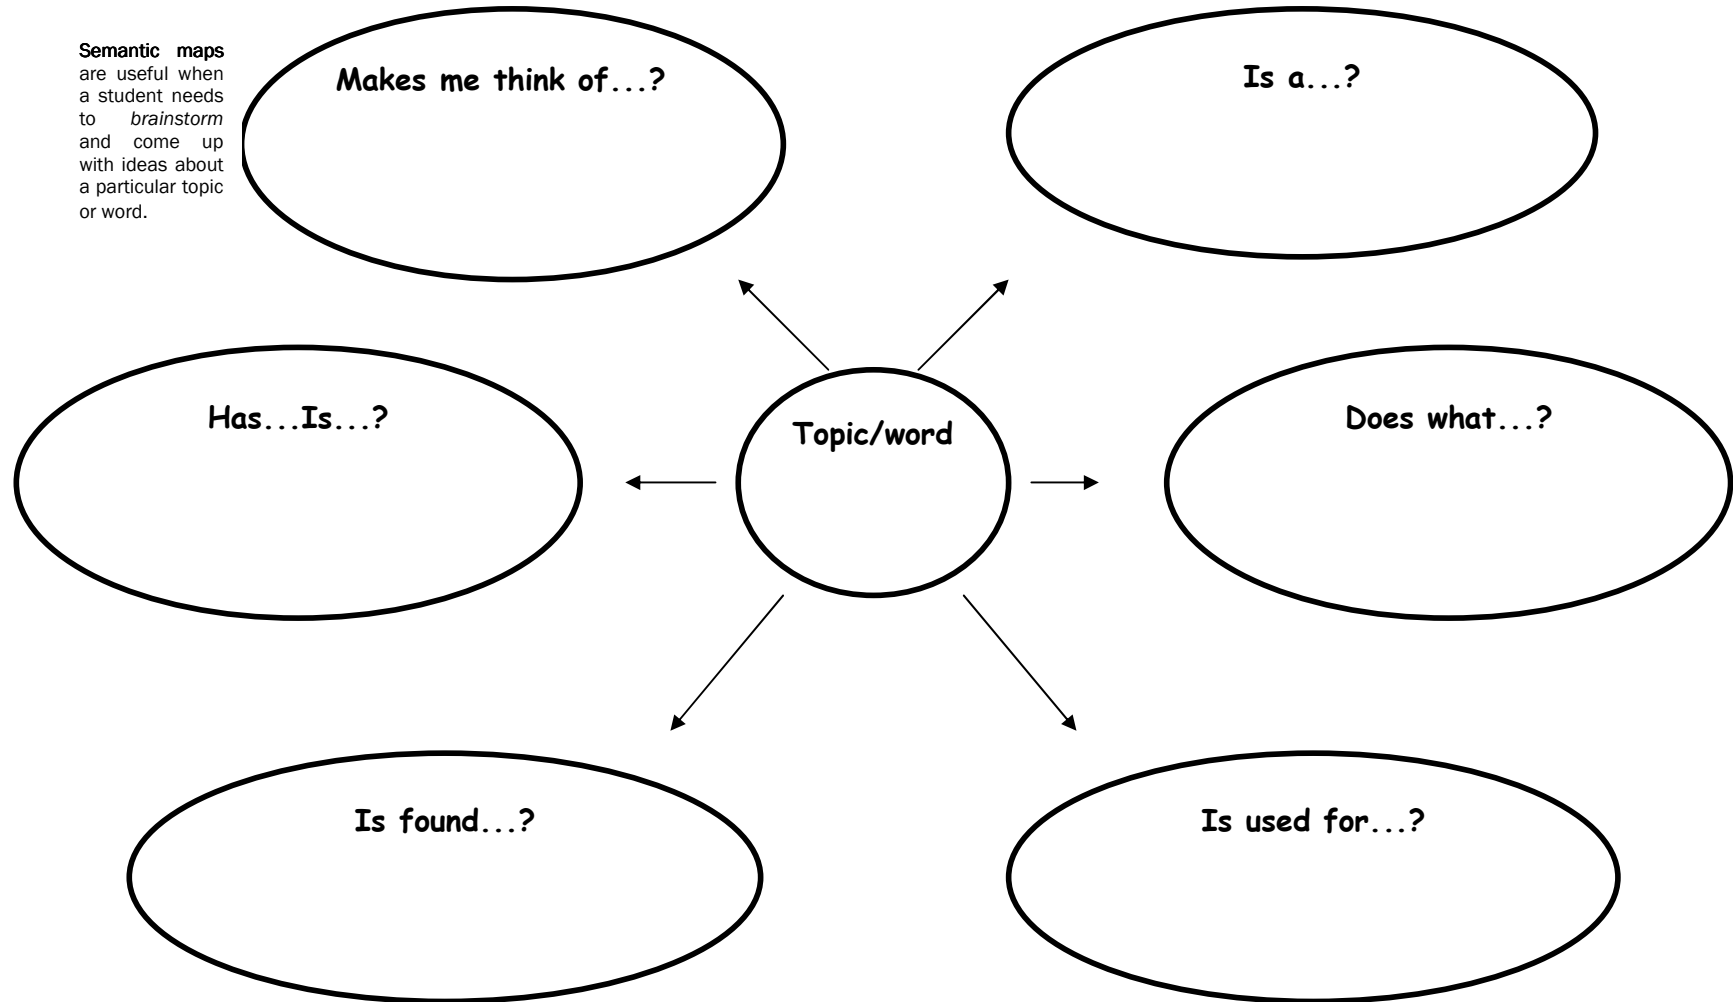 Semantic maps
are useful when
a student needs
to brainstorm
and come up
with ideas about
a particular topic
or word.
Makes me think of...?
Is a...?
Has...Is...?
Topic/word
Does what...?
Is found...?
Is used for...?